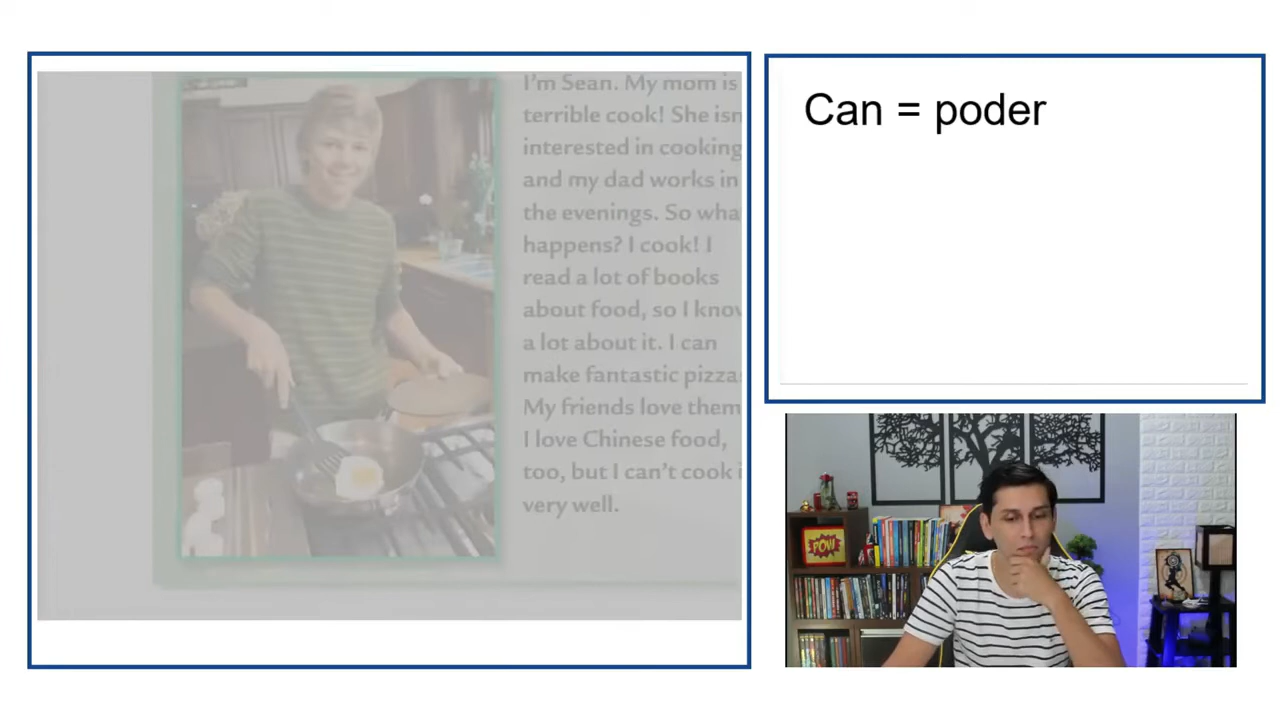 I'm Sean. My mom is
terrible cook! She isn
interested in cooking
and my dad works in
the evenings. So wha
happens? I cook! I
read a lot of books
about food, so I know
a lot about it. I can
make fantastic pizza
My friends love them
I love Chinese food,
too, but I can't cook i
very well.
Can = poder
POW